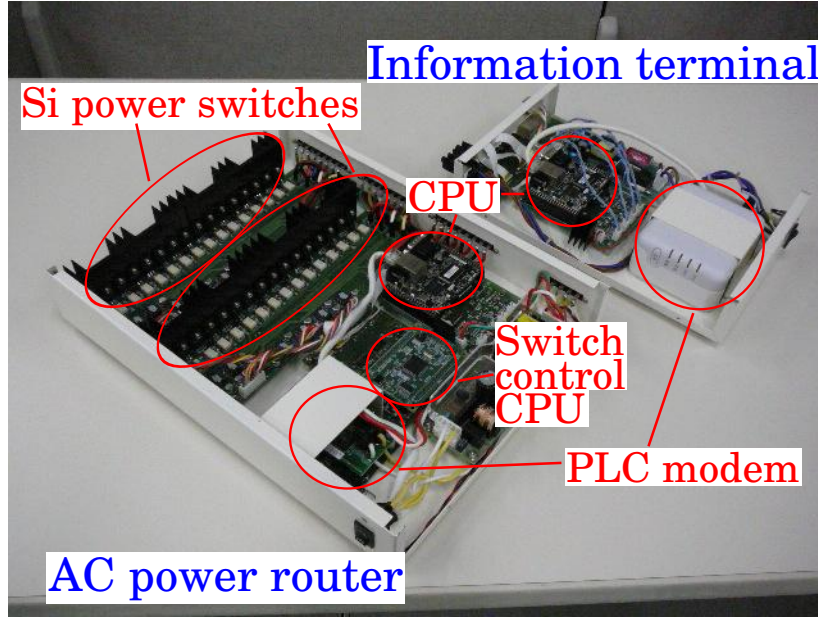 Information terminal
Si power switches
CPU
Switch
control
CPU
PLC modem
AC power router